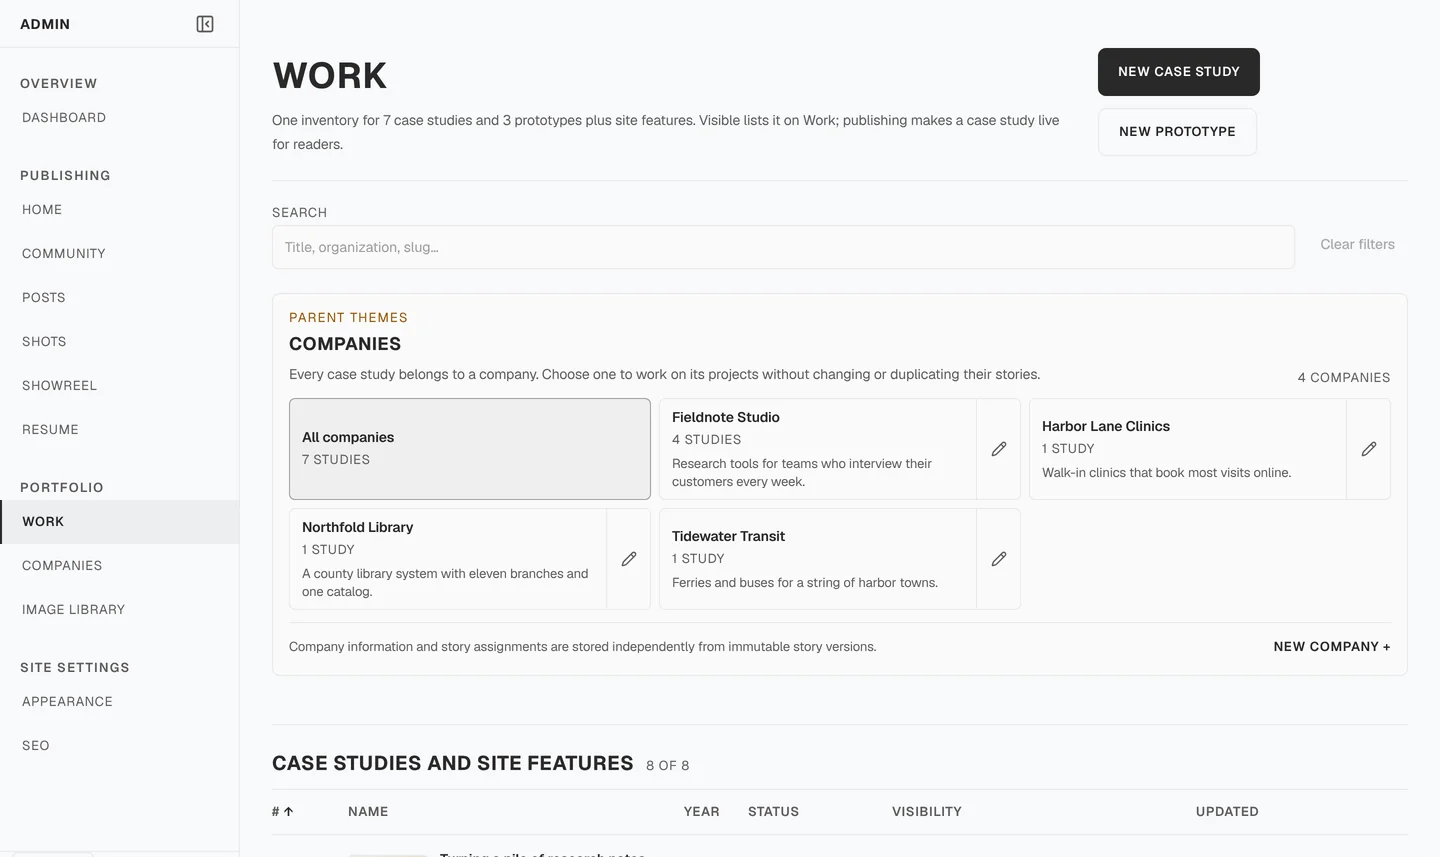 ADMIN
OVERVIEW
DASHBOARD
PUBLISHING
HOME
COMMUNITY
POSTS
SHOTS
SHOWREEL
RESUME
PORTFOLIO
WORK
COMPANIES
IMAGE LIBRARY
SITE SETTINGS
APPEARANCE
SEO
WORK
One inventory for 7 case studies and 3 prototypes plus site features. Visible lists it on Work; publishing makes a case study live
for readers.
NEW CASE STUDY
NEW PROTOTYPE
SEARCH
Title, organization, slug...
Clear filters
PARENT THEMES
COMPANIES
Every case study belongs to a company. Choose one to work on its projects without changing or duplicating their stories.
4 COMPANIES
All companies
7 STUDIES
Fieldnote Studio
4 STUDIES
Research tools for teams who interview their
customers every week.
Harbor Lane Clinics
1 STUDY
Walk-in clinics that book most visits online.
Northfold Library
1 STUDY
A county library system with eleven branches and
one catalog.
Tidewater Transit
1 STUDY
Ferries and buses for a string of harbor towns.
Company information and story assignments are stored independently from immutable story versions.
NEW COMPANY +
CASE STUDIES AND SITE FEATURES 8 OF 8
# ↑ NAME YEAR STATUS VISIBILITY UPDATED